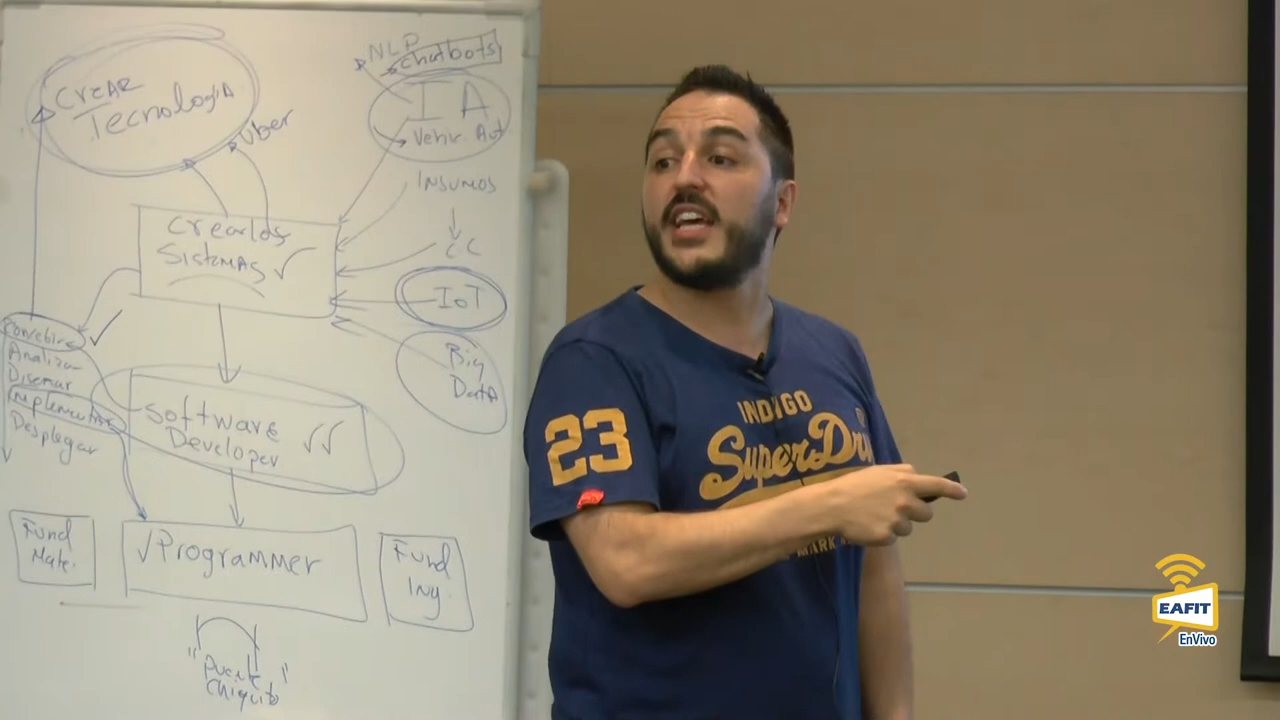 CreAR
TecnologíA
Uber
NLP
chatbots
IA
Vehic. Aut
INSUMOS
CC
IoT
Big
DatA
Crear los
SistemAs
Concebir
Analizar
Diseñar
Implementar
Desplegar
Software
Developer
Fund
Mate.
Programmer
Fund
Ing.
"Puente
Chiquito"
23
INDIGO
SuperDry
MARK
EAFIT
EnVivo